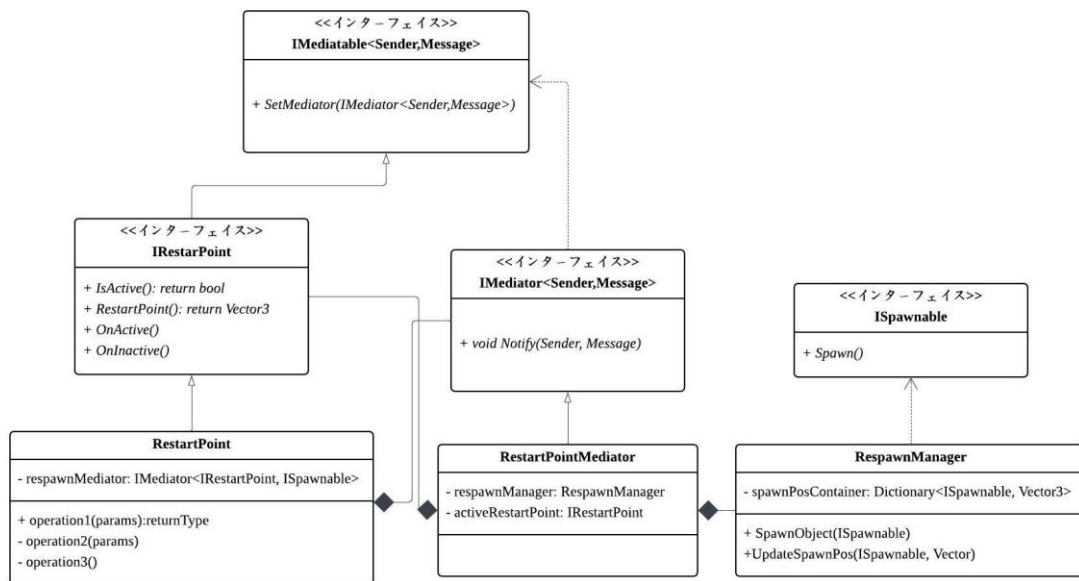 <<インターフェイス>>
IMediatable<Sender,Message>
+ SetMediator(IMediator<Sender,Message>)
<<インターフェイス>>
IRestarPoint
+ IsActive(): return bool
+ RestartPoint(): return Vector3
+ OnActive()
+ OnInactive()
<<インターフェイス>>
IMediator<Sender,Message>
+ void Notify(Sender, Message)
<<インターフェイス>>
ISpawnable
+ Spawn()
RestartPoint
- respawnMediator: IMediator<IRestartPoint, ISpawnable>
+ operation1(params):returnType
- operation2(params)
- operation3()
RestartPointMediator
- respawnManager: RespawnManager
- activeRestartPoint: IRestartPoint
RespawnManager
- spawnPosContainer: Dictionary<ISpawnable, Vector3>
+ SpawnObject(ISpawnable)
+UpdateSpawnPos(ISpawnable, Vector)